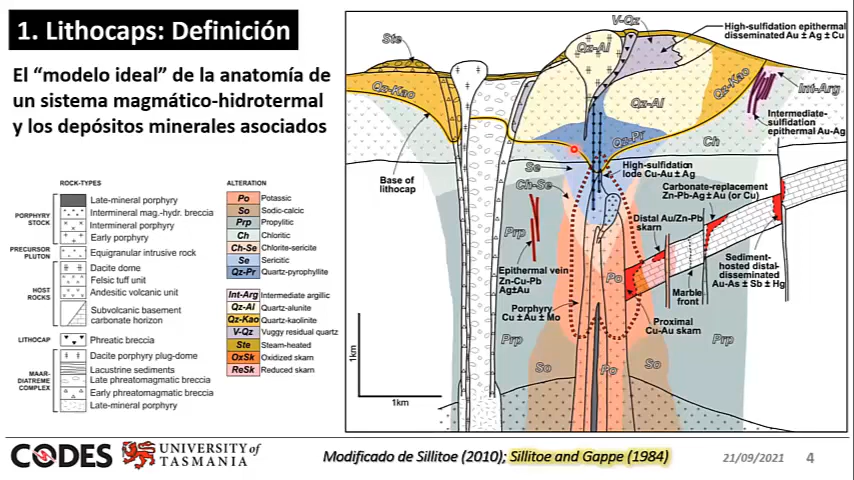 1. Lithocaps: Definición
El “modelo ideal” de la anatomía de
un sistema magmático-hidrotermal
y los depósitos minerales asociados
ROCK-TYPES
PORPHYRY
STOCK
Late-mineral porphyry
Intermineral mag.-hydr. breccia
Intermineral porphyry
Early porphyry
PRECURSOR
PLUTON
Equigranular intrusive rock
HOST
ROCKS
Dacite dome
Felsic tuff unit
Andesitic volcanic unit
Subvolcanic basement
carbonate horizon
LITHOCAP
Phreatic breccia
MAAR-
DIATREME
COMPLEX
Dacite porphyry plug-dome
Lacustrine sediments
Late phreatomagmatic breccia
Early phreatomagmatic breccia
Late-mineral porphyry
ALTERATION
Po Potassic
So Sodic-calcic
Prp Propylitic
Ch Chloritic
Ch-Se Chlorite-sericite
Se Sericitic
Qz-Pr Quartz-pyrophyllite
Int-Arg Intermediate argillic
Qz-Al Quartz-alunite
Qz-Kao Quartz-kaolinite
V-Qz Vuggy residual quartz
Ste Steam-heated
OxSk Oxidized skarn
ReSk Reduced skarn
V-Qz
High-sulfidation epithermal
disseminated Au ± Ag ± Cu
Ste
Qz-Al
Qz-Kao
Qz-Kao
Int-Arg
Qz-Al
Intermediate-
sulfidation
epithermal Au-Ag
Qz-Pr
Ch
Base of
lithocap
Se
High-sulfidation
lode Cu-Au ± Ag
Ch-Se
Carbonate-replacement
Zn-Pb-Ag ± Au (or Cu)
Distal Au/Zn-Pb
skarn
Prp
Epithermal vein
Zn-Cu-Pb
Ag±Au
Po
Sediment-
hosted distal-
disseminated
Au-As ± Sb ± Hg
Marble
front
Porphyry
Cu ± Au ± Mo
Proximal
Cu-Au skarn
Prp
Prp
So
Po
So
1km
1km
CODES
UNIVERSITY of
TASMANIA
Modificado de Sillitoe (2010); Sillitoe and Gappe (1984)
21/09/2021
4